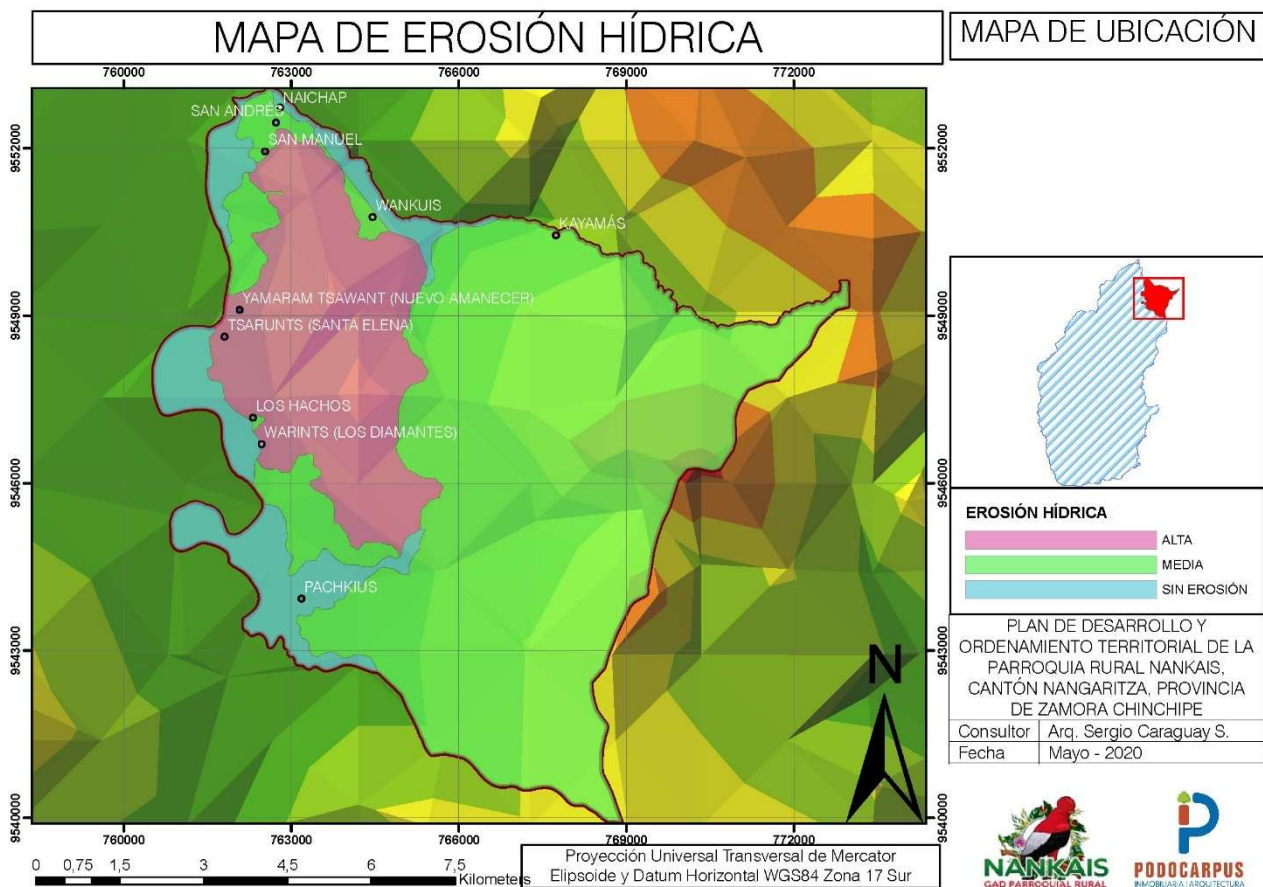 MAPA DE EROSIÓN HÍDRICA
MAPA DE UBICACIÓN
760000
763000
766000
769000
772000
9552000
9549000
9546000
9543000
9540000
NAICHAP
SAN ANDRÉS
SAN MANUEL
WANKUIS
KAYAMÁS
YAMARAM TSAWANT (NUEVO AMANECER)
TSARUNTS (SANTA ELENA)
LOS HACHOS
WARINTS (LOS DIAMANTES)
PACHKIUS
N
9552000
9549000
9546000
9543000
9540000
760000
763000
766000
769000
772000
0 0,75 1,5 3 4,5 6 7,5
Kilometers
Proyección Universal Transversal de Mercator
Elipsoide y Datum Horizontal WGS84 Zona 17 Sur
EROSIÓN HÍDRICA
ALTA
MEDIA
SIN EROSIÓN
PLAN DE DESARROLLO Y
ORDENAMIENTO TERRITORIAL DE LA
PARROQUIA RURAL NANKAIS,
CANTÓN NANGARITZA, PROVINCIA
DE ZAMORA CHINCHIPE
Consultor Arq. Sergio Caraguay S.
Fecha Mayo - 2020
NANKAIS
GAD PARROQUIAL RURAL
PODOCARPUS
INMOBILIARIA | ARQUITECTURA